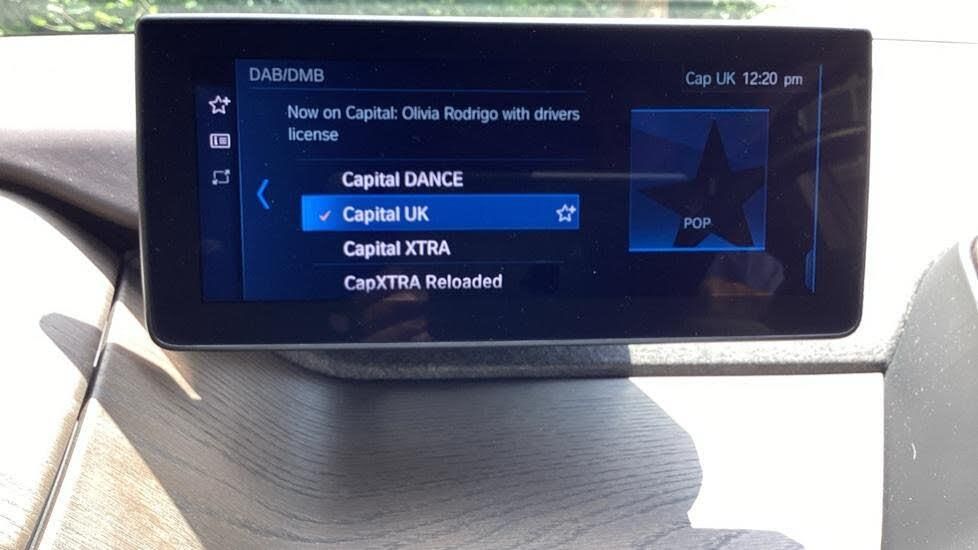 DAB/DMB
Cap UK 12:20 pm
Now on Capital: Olivia Rodrigo with drivers
license
Capital DANCE
Capital UK
Capital XTRA
CapXTRA Reloaded
POP